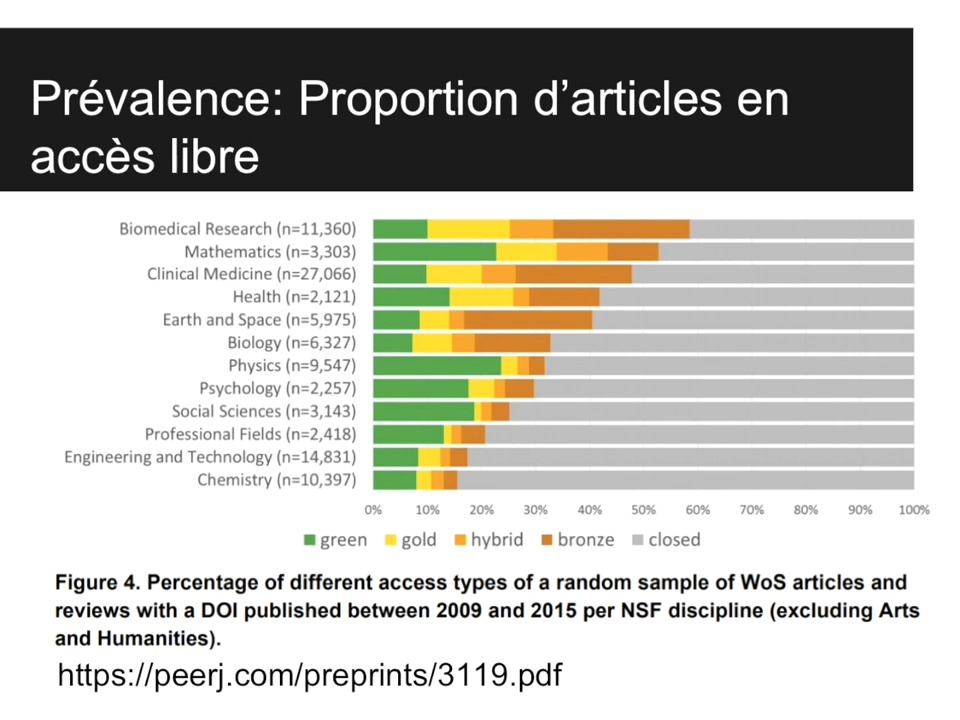 Prévalence: Proportion d’articles en
accès libre
Biomedical Research (n=11,360)
Mathematics (n=3,303)
Clinical Medicine (n=27,066)
Health (n=2,121)
Earth and Space (n=5,975)
Biology (n=6,327)
Physics (n=9,547)
Psychology (n=2,257)
Social Sciences (n=3,143)
Professional Fields (n=2,418)
Engineering and Technology (n=14,831)
Chemistry (n=10,397)
0% 10% 20% 30% 40% 50% 60% 70% 80% 90% 100%
green gold hybrid bronze closed
Figure 4. Percentage of different access types of a random sample of WoS articles and
reviews with a DOI published between 2009 and 2015 per NSF discipline (excluding Arts
and Humanities).
https://peerj.com/preprints/3119.pdf